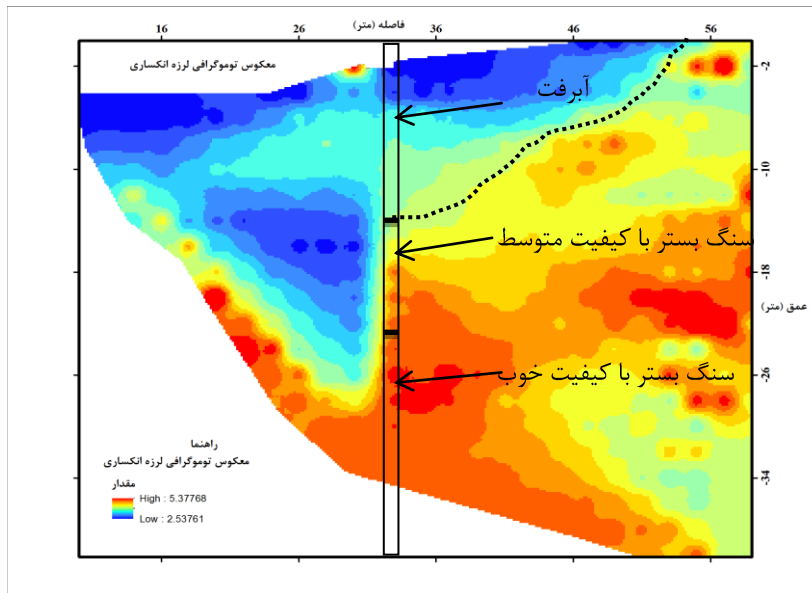 فاصله (متر)
16 26 36 46 56
معکوس توموگرافی لرزه انکساری
-2
آبرفت
-10
سنگ بستر با کیفیت متوسط
-18
عمق (متر)
سنگ بستر با کیفیت خوب
-26
راهنما
معکوس توموگرافی لرزه انکساری
-34
مقدار
High : 5.37768
Low : 2.53761